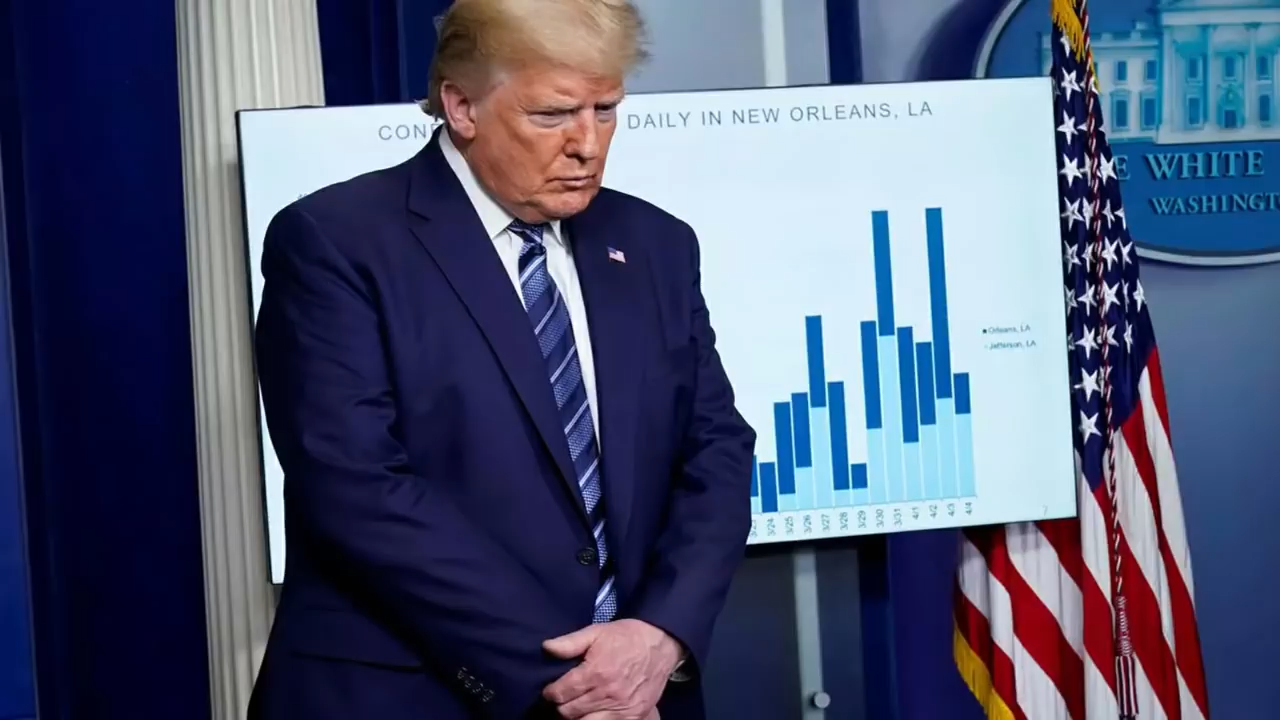 DAILY IN NEW ORLEANS, LA
Orleans, LA
Jefferson, LA
3/24
3/25
3/26
3/27
3/28
3/29
3/30
3/31
4/1
4/2
4/3
4/4
7
WHITE
WASHINGT